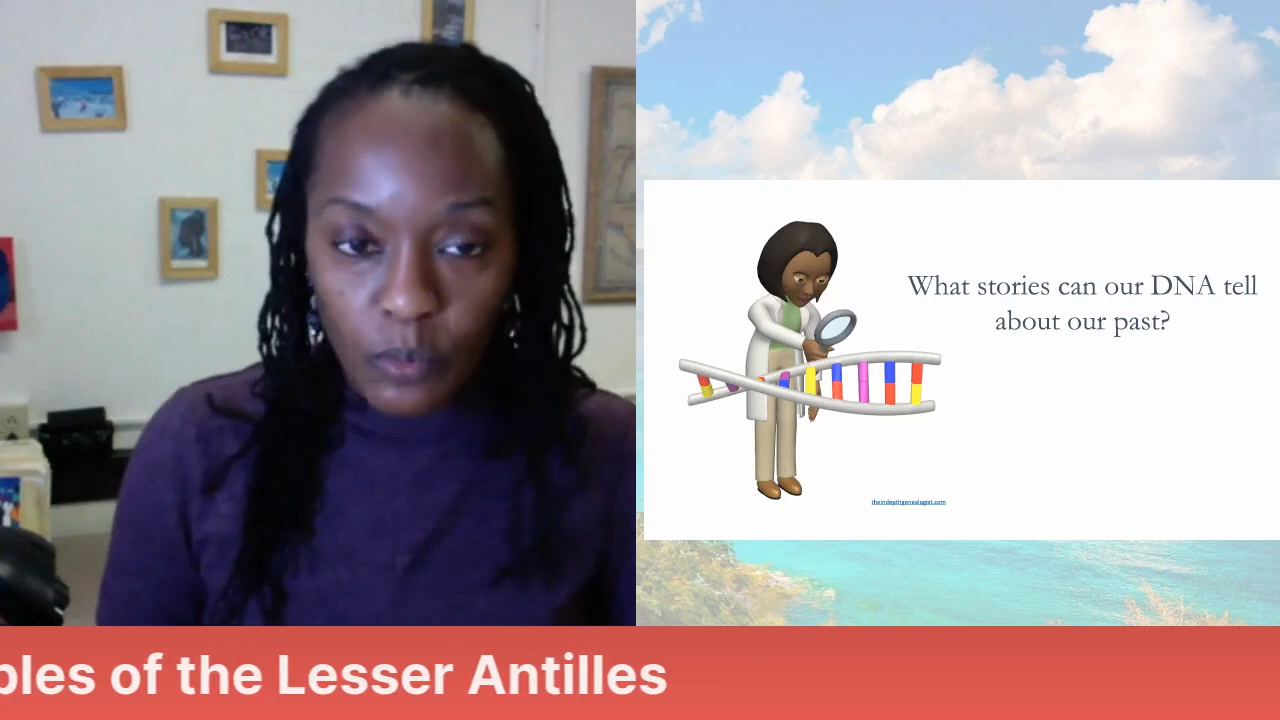 What stories can our DNA tell
about our past?
theindepthgenealogist.com
ples of the Lesser Antilles